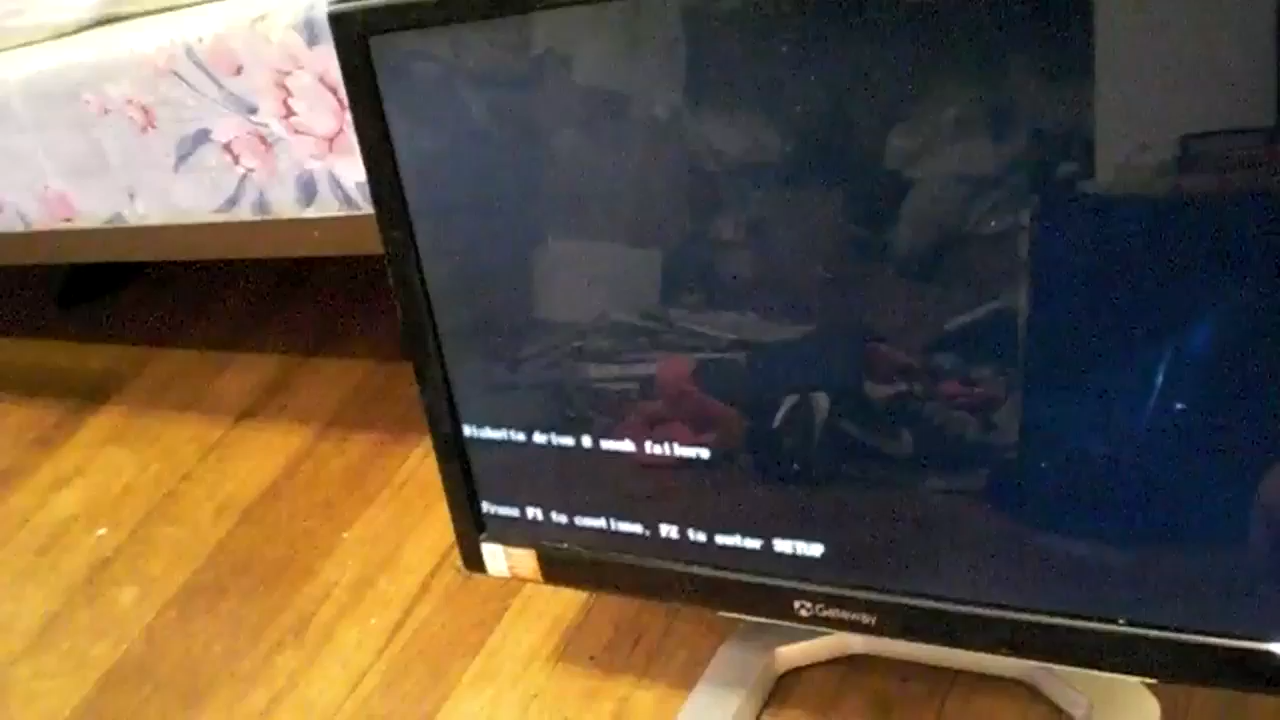 Diskette drive 0 seek failure
Press F1 to continue, F2 to enter SETUP
Gateway